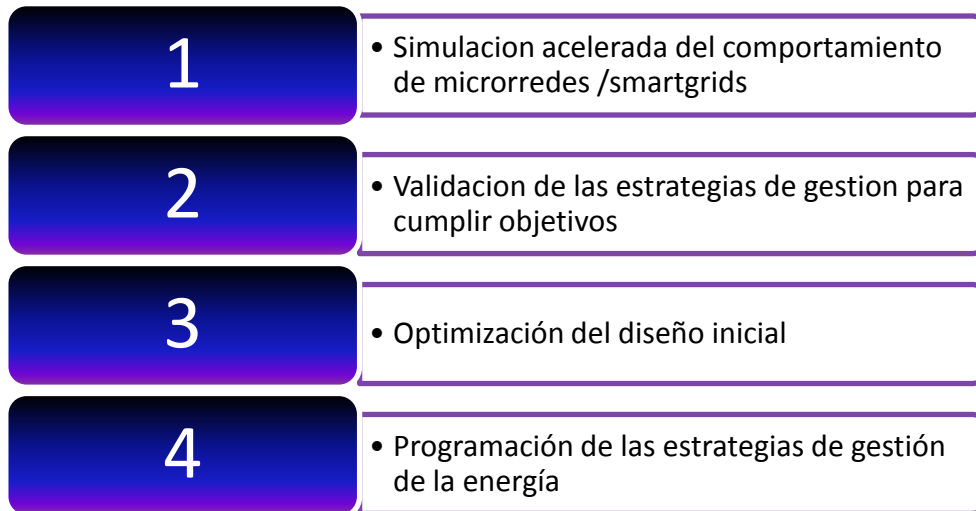 1
• Simulacion acelerada del comportamiento
de microrredes /smartgrids
2
• Validacion de las estrategias de gestion para
cumplir objetivos
3
• Optimización del diseño inicial
4
• Programación de las estrategias de gestión
de la energía